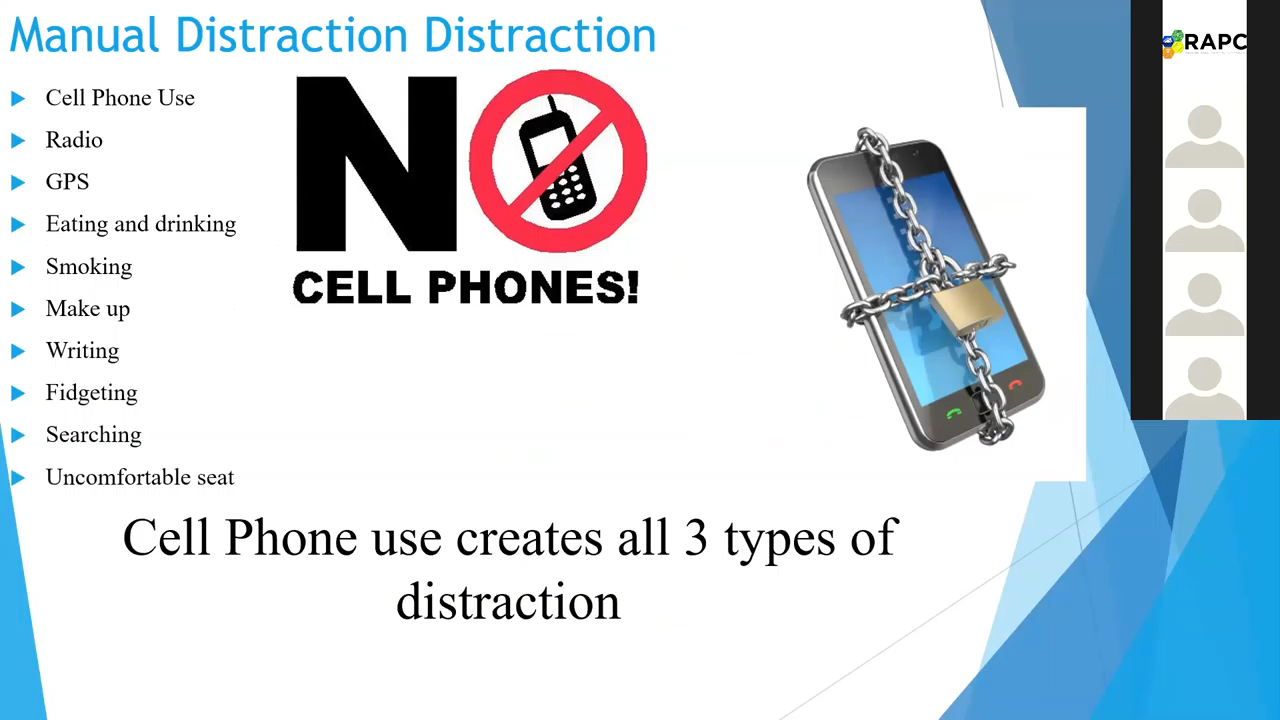 Manual Distraction Distraction
Cell Phone Use
Radio
GPS
Eating and drinking
Smoking
Make up
Writing
Fidgeting
Searching
Uncomfortable seat
NO
CELL PHONES!
Cell Phone use creates all 3 types of
distraction
RAPC